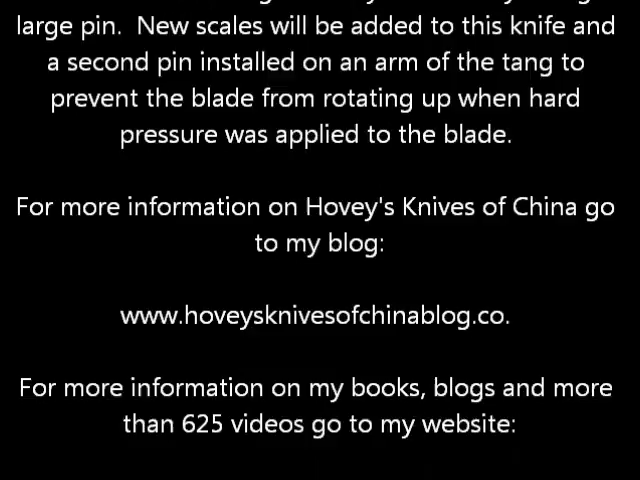 large pin.  New scales will be added to this knife and
a second pin installed on an arm of the tang to
prevent the blade from rotating up when hard
pressure was applied to the blade.
For more information on Hovey's Knives of China go
to my blog:
www.hoveysknivesofchinablog.co.
For more information on my books, blogs and more
than 625 videos go to my website: